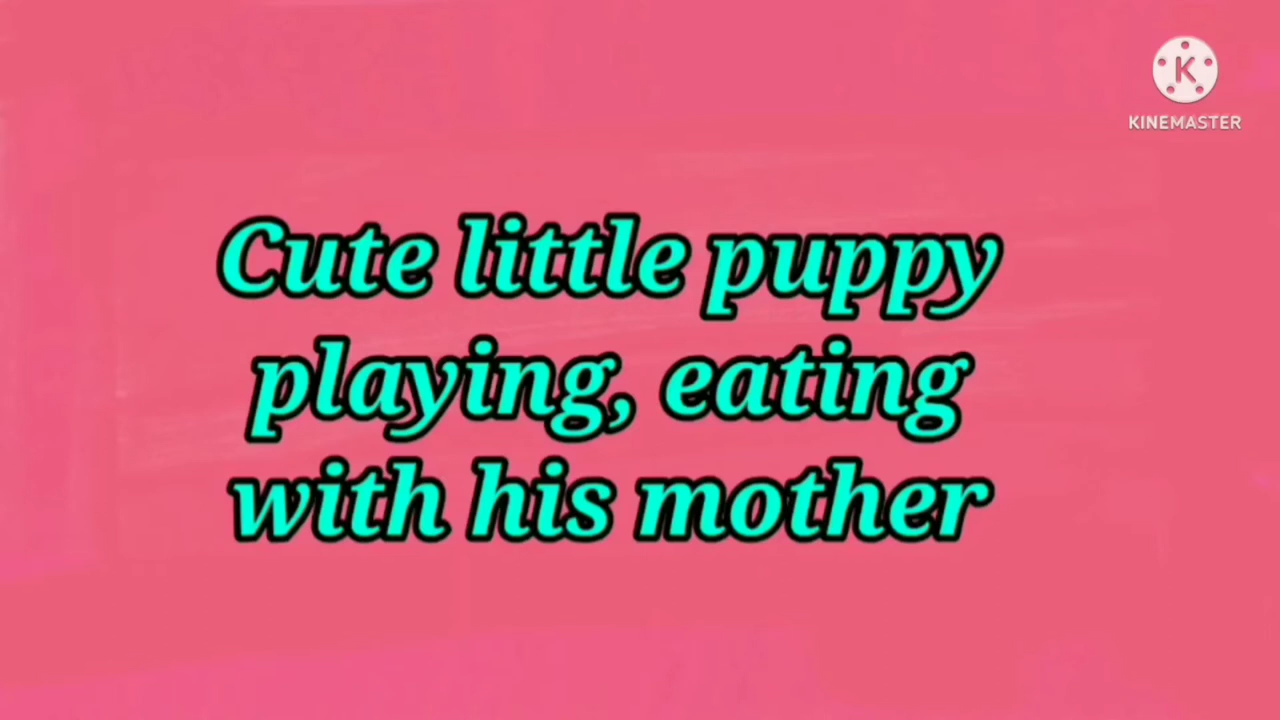 K
KINEMASTER
Cute little puppy
playing, eating
with his mother